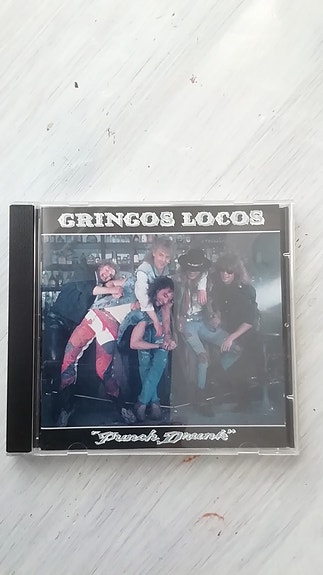 GRINGOS LOCOS
"Punch Drunk"